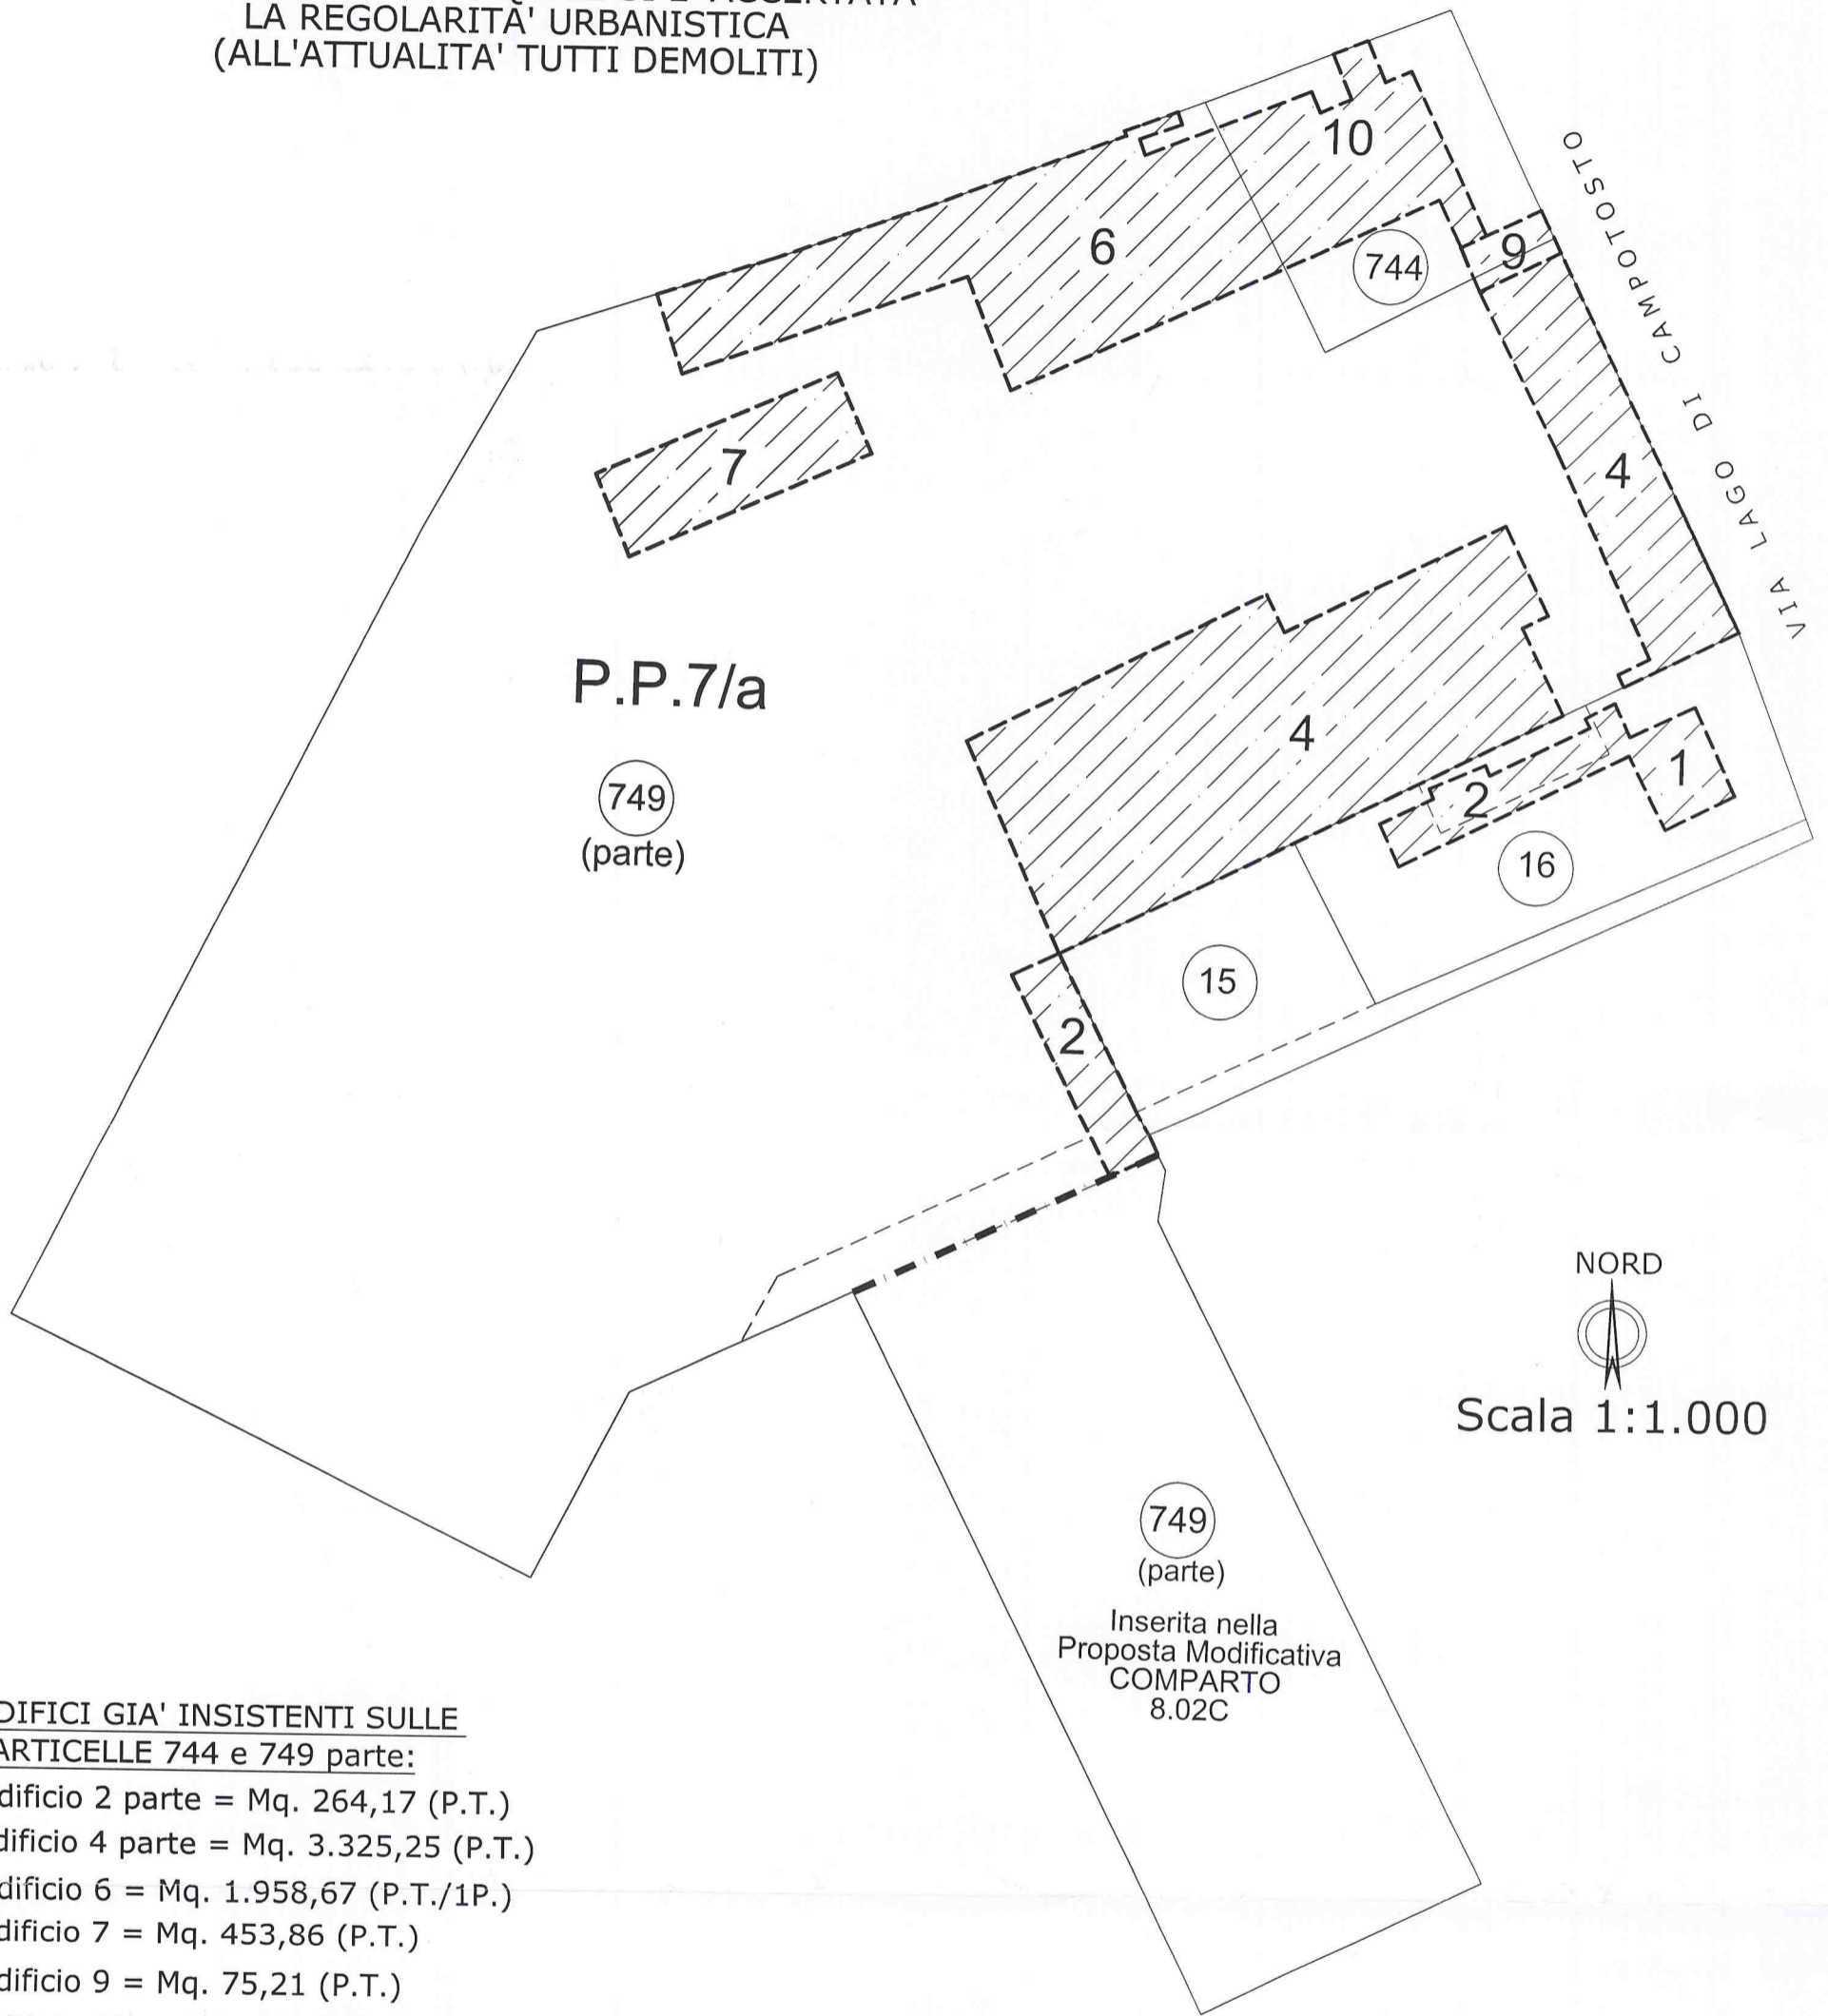 LA REGOLARITÀ' URBANISTICA
(ALL'ATTUALITA' TUTTI DEMOLITI)
10
6
9
744
7
4
VIA LAGO DI CAMPOTOSTO
P.P.7/a
749
(parte)
4
1
2
16
15
2
NORD
Scala 1:1.000
749
(parte)
Inserita nella
Proposta Modificativa
COMPARTO
8.02C
DIFICI GIA' INSISTENTI SULLE
ARTICELLE 744 e 749 parte:
dificio 2 parte = Mq. 264,17 (P.T.)
dificio 4 parte = Mq. 3.325,25 (P.T.)
dificio 6 = Mq. 1.958,67 (P.T./1P.)
dificio 7 = Mq. 453,86 (P.T.)
dificio 9 = Mq. 75,21 (P.T.)